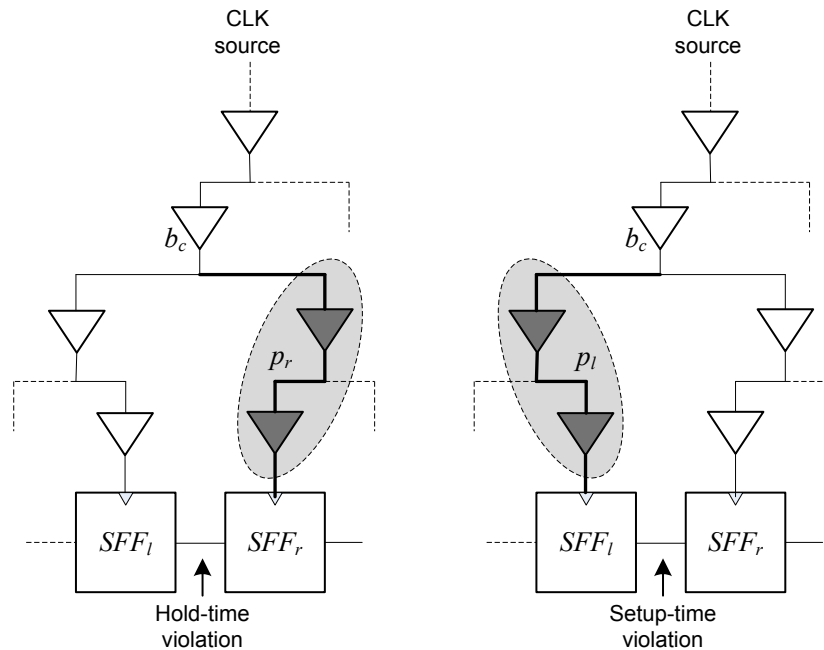 CLK
source
b_c
p_r
SFF_l
SFF_r
Hold-time
violation
CLK
source
b_c
p_l
SFF_l
SFF_r
Setup-time
violation